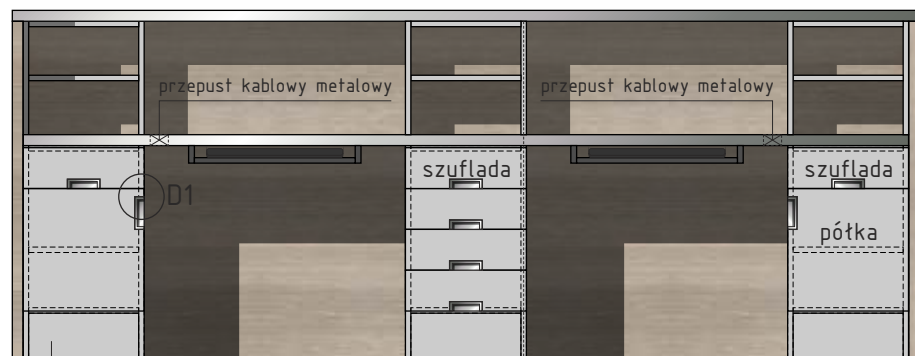 przepust kablowy metalowy
przepust kablowy metalowy
szuflada
szuflada
D1
półka